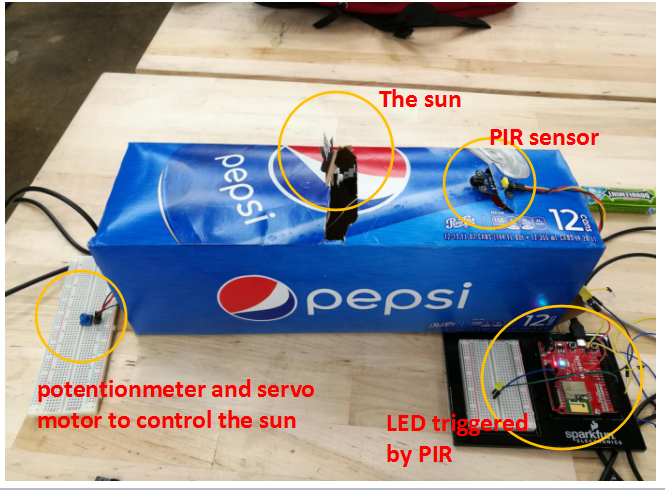 The sun
PIR sensor
pepsi
DOUBLEMINT
12
CANS
pepsi
12
potentionmeter and servo
motor to control the sun
LED triggered
by PIR
sparkfun
ELECTRONICS